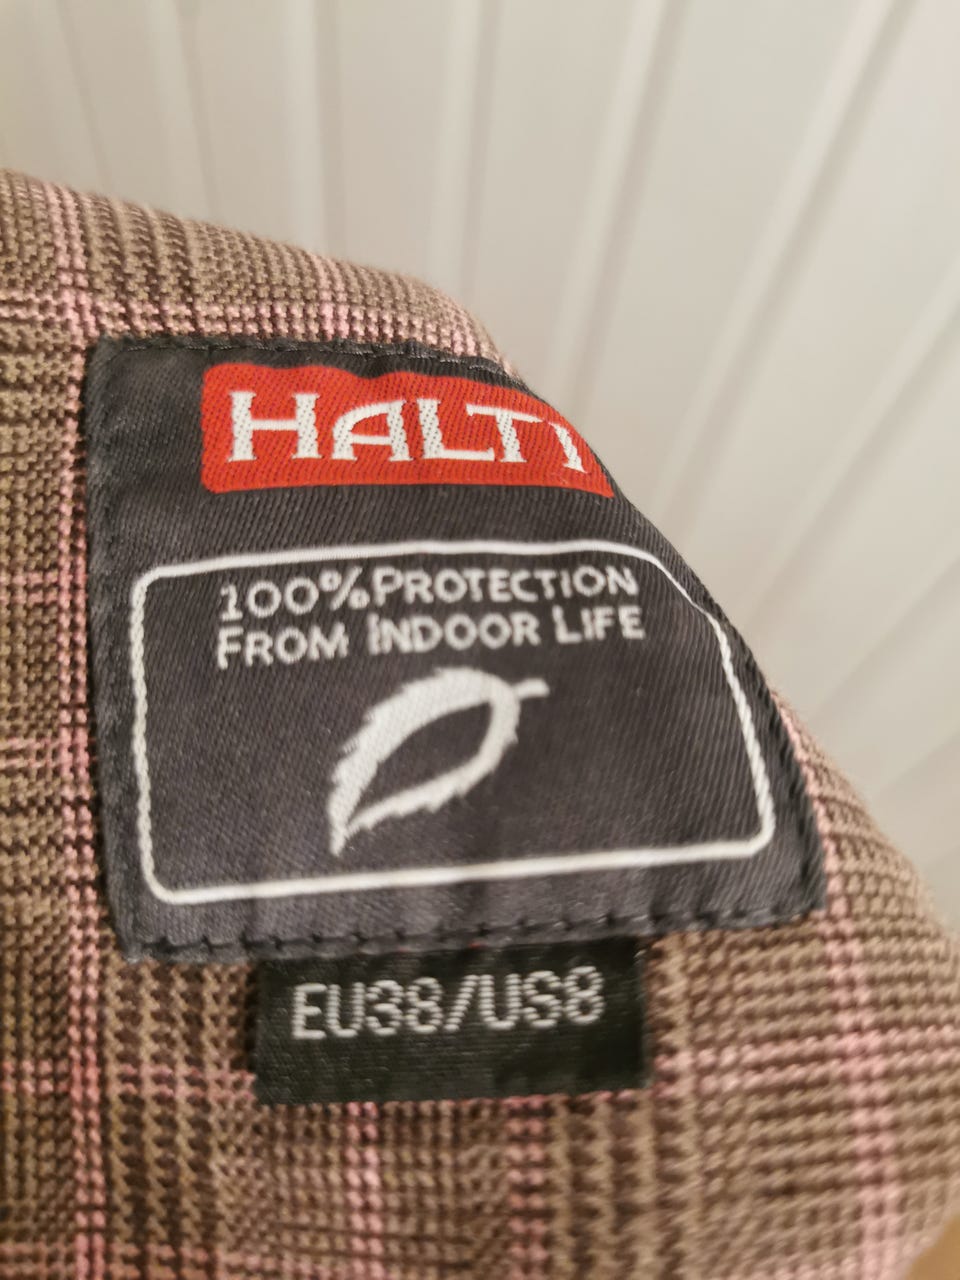 HALTI
100% PROTECTION
FROM INDOOR LIFE
EU38/US8